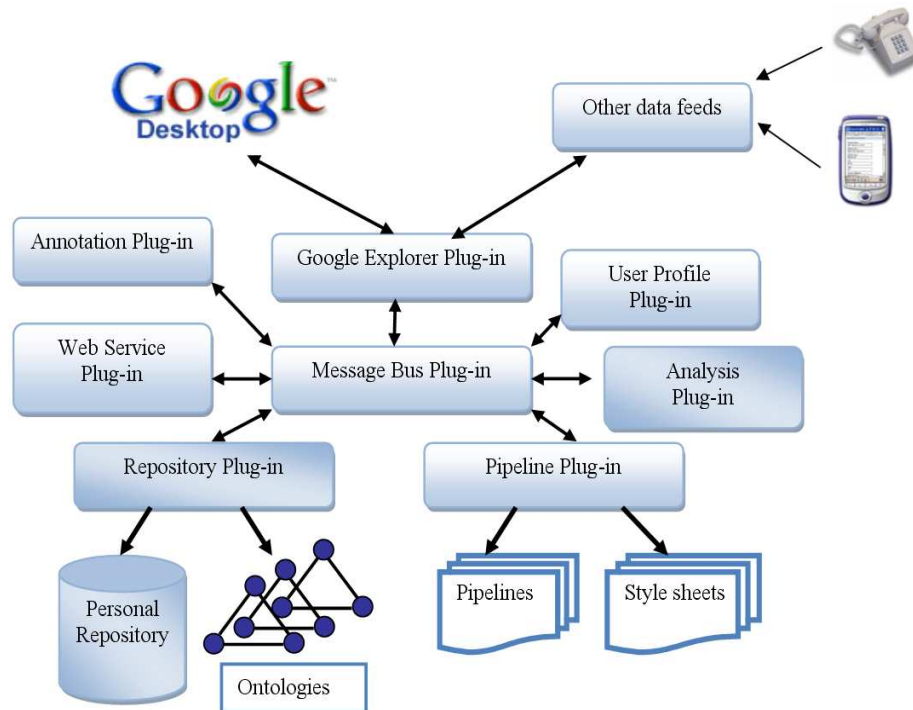 Google™
Desktop
Other data feeds
Annotation Plug-in
Google Explorer Plug-in
User Profile
Plug-in
Web Service
Plug-in
Message Bus Plug-in
Analysis
Plug-in
Repository Plug-in
Pipeline Plug-in
Personal
Repository
Pipelines
Style sheets
Ontologies